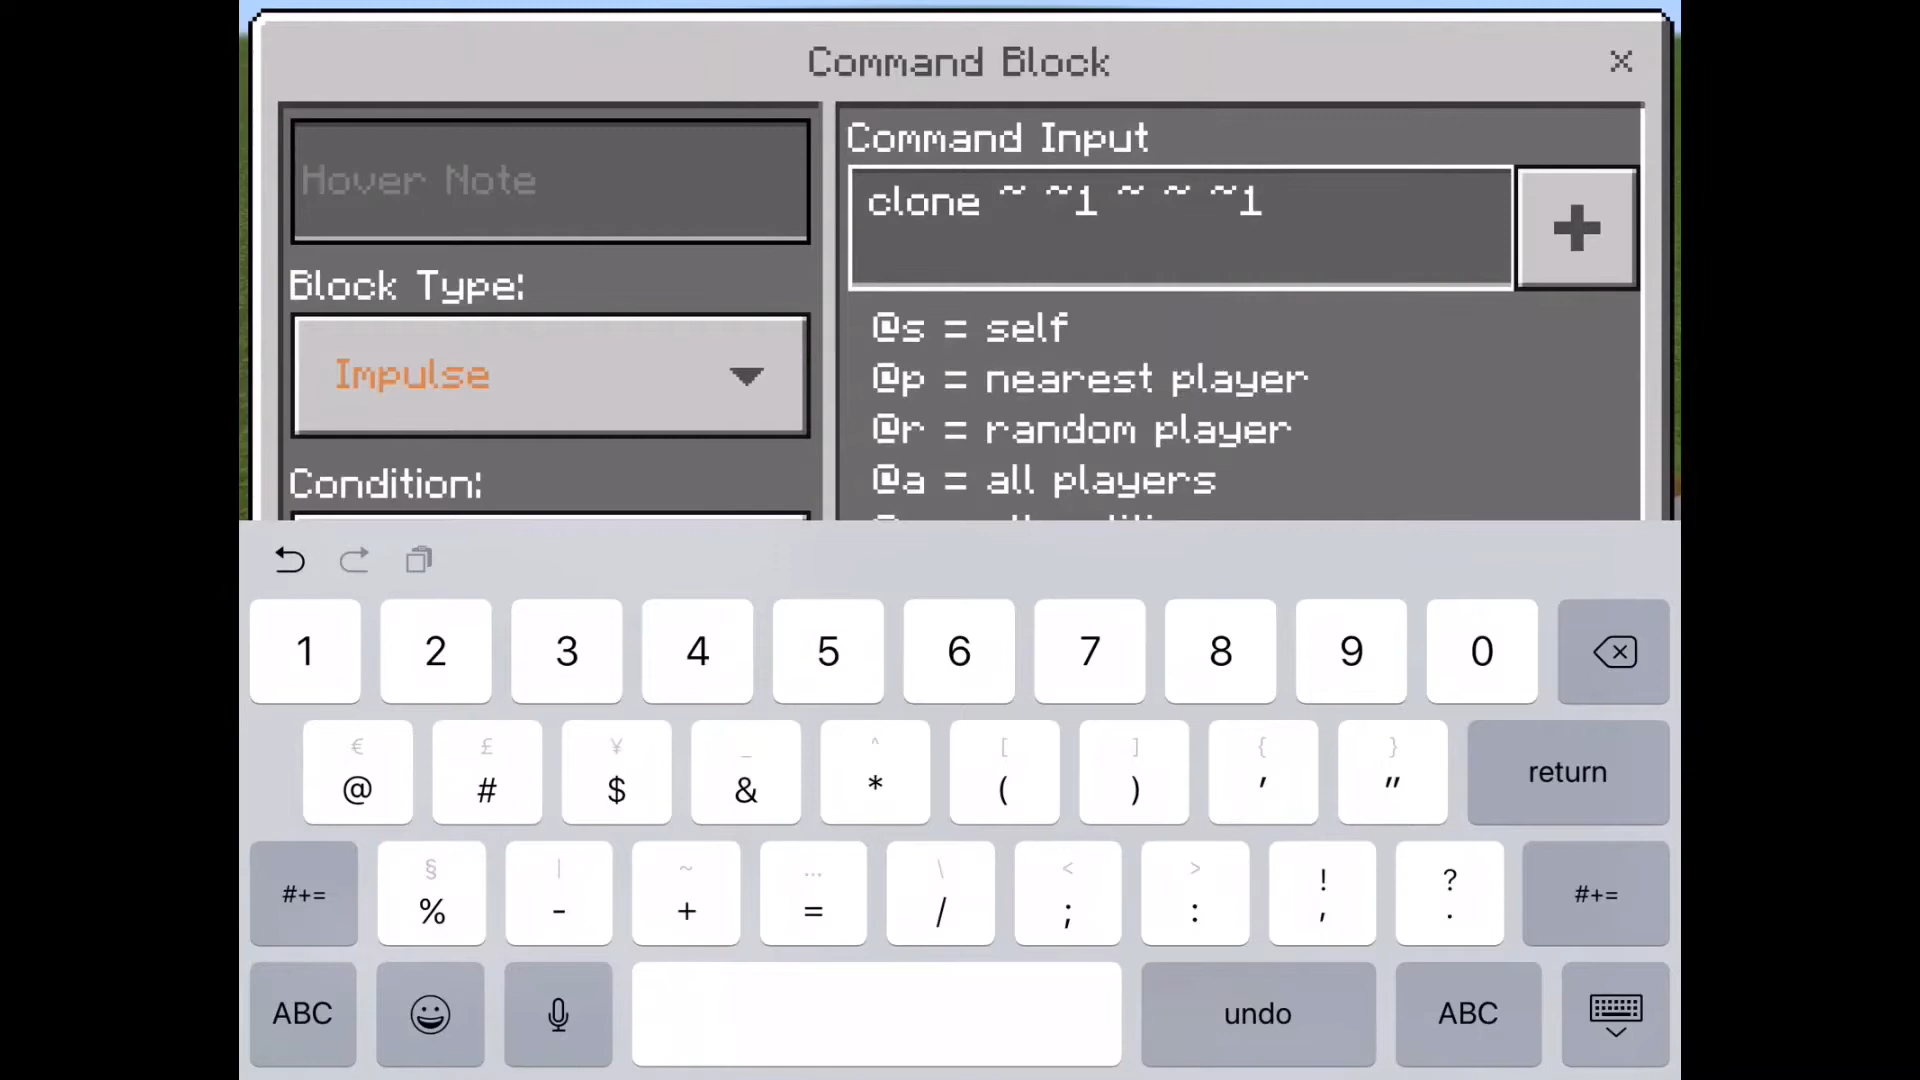 Command Block
Hover Note
Block Type:
Impulse
Condition:
Command Input
clone ~ ~1 ~ ~ ~1
@s = self
@p = nearest player
@r = random player
@a = all players
1 2 3 4 5 6 7 8 9 0
€ £ ¥ _ ^ [ ] { }
@ # $ & * ( ) ' "
return
§ | ~ … \ < > ! ?
#+= % - + = / ; : , . #+=
ABC undo ABC